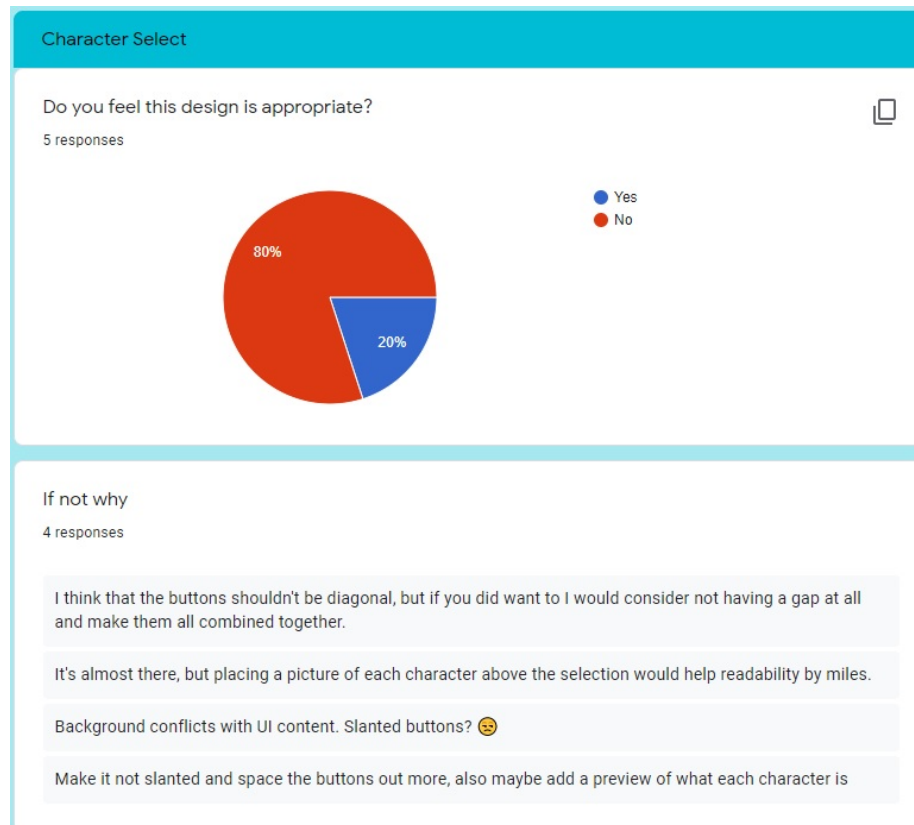 Character Select
Do you feel this design is appropriate?
5 responses
Yes
No
80%
20%
If not why
4 responses
I think that the buttons shouldn't be diagonal, but if you did want to I would consider not having a gap at all
and make them all combined together.
It's almost there, but placing a picture of each character above the selection would help readability by miles.
Background conflicts with UI content. Slanted buttons? 😒
Make it not slanted and space the buttons out more, also maybe add a preview of what each character is